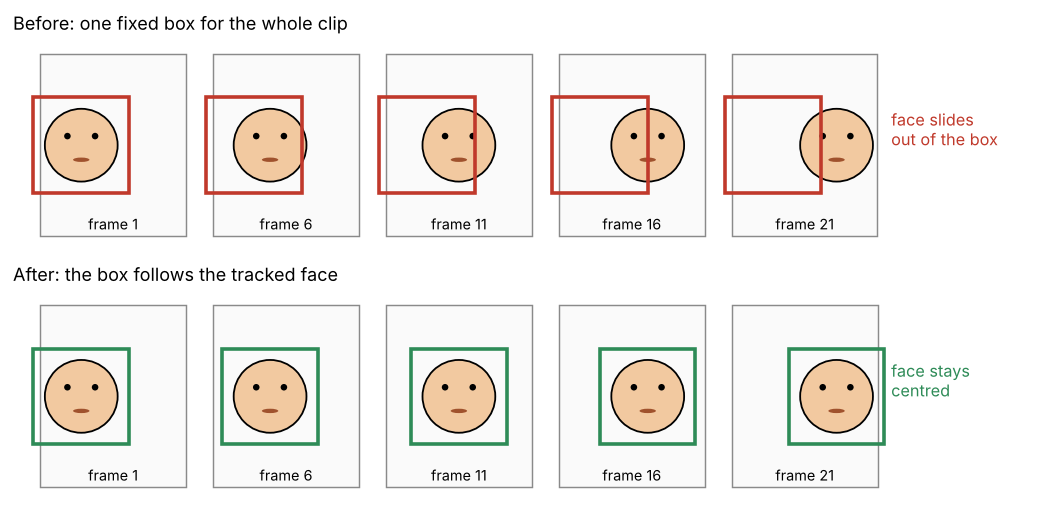 Before: one fixed box for the whole clip
face slides
out of the box
frame 1
frame 6
frame 11
frame 16
frame 21
After: the box follows the tracked face
face stays
centred
frame 1
frame 6
frame 11
frame 16
frame 21